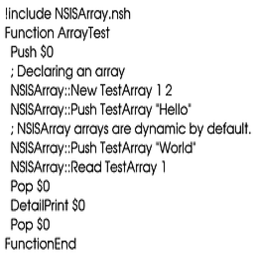 !include NSISArray.nsh
Function ArrayTest
Push $0
; Declaring an array
NSISArray::New TestArray 1 2
NSISArray::Push TestArray "Hello"
; NSISArray arrays are dynamic by default.
NSISArray::Push TestArray "World"
NSISArray::Read TestArray 1
Pop $0
DetailPrint $0
Pop $0
FunctionEnd